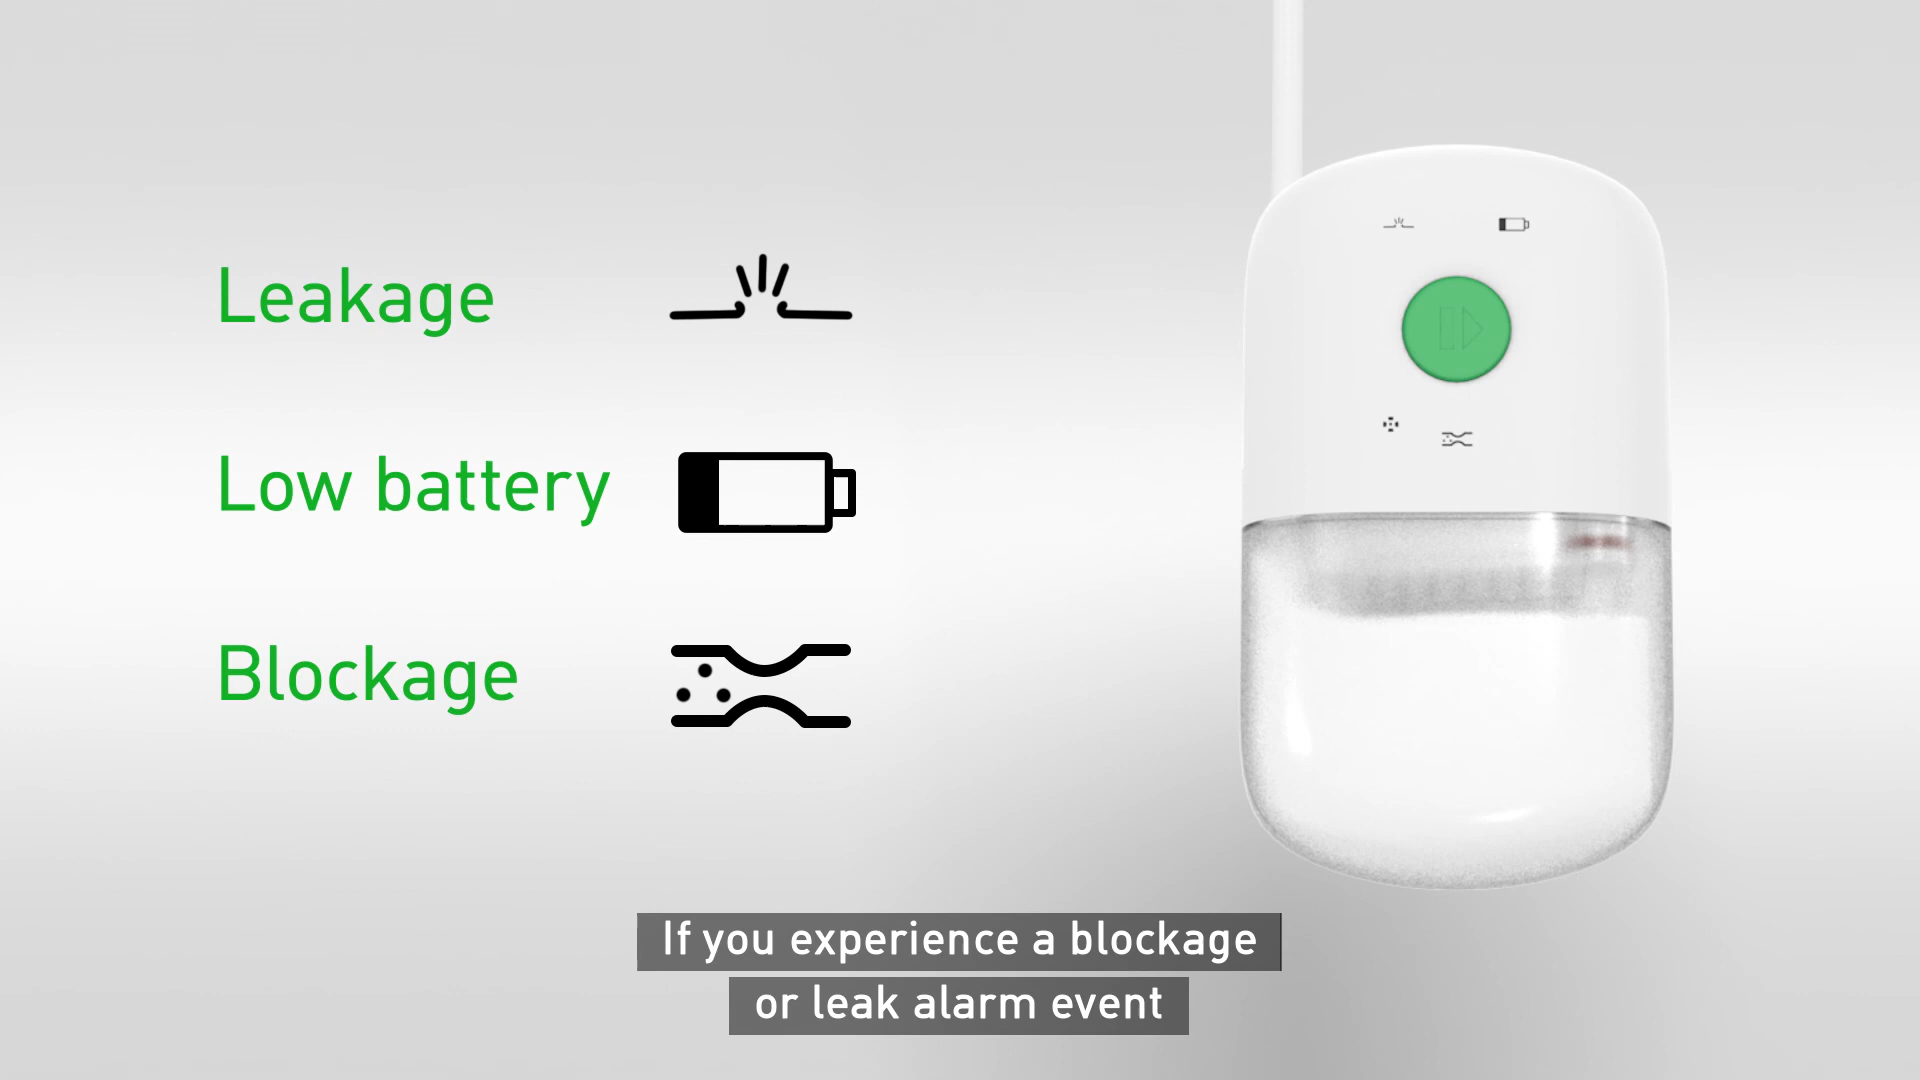 Leakage
Low battery
Blockage
If you experience a blockage
or leak alarm event